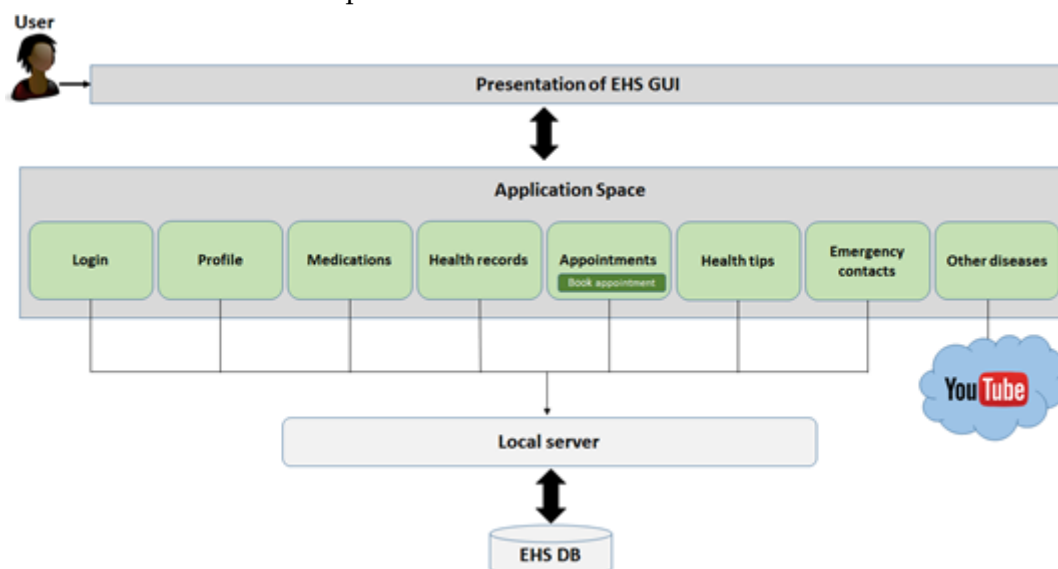 User
Presentation of EHS GUI
Application Space
Login
Profile
Medications
Health records
Appointments
Book appointment
Health tips
Emergency
contacts
Other diseases
YouTube
Local server
EHS DB